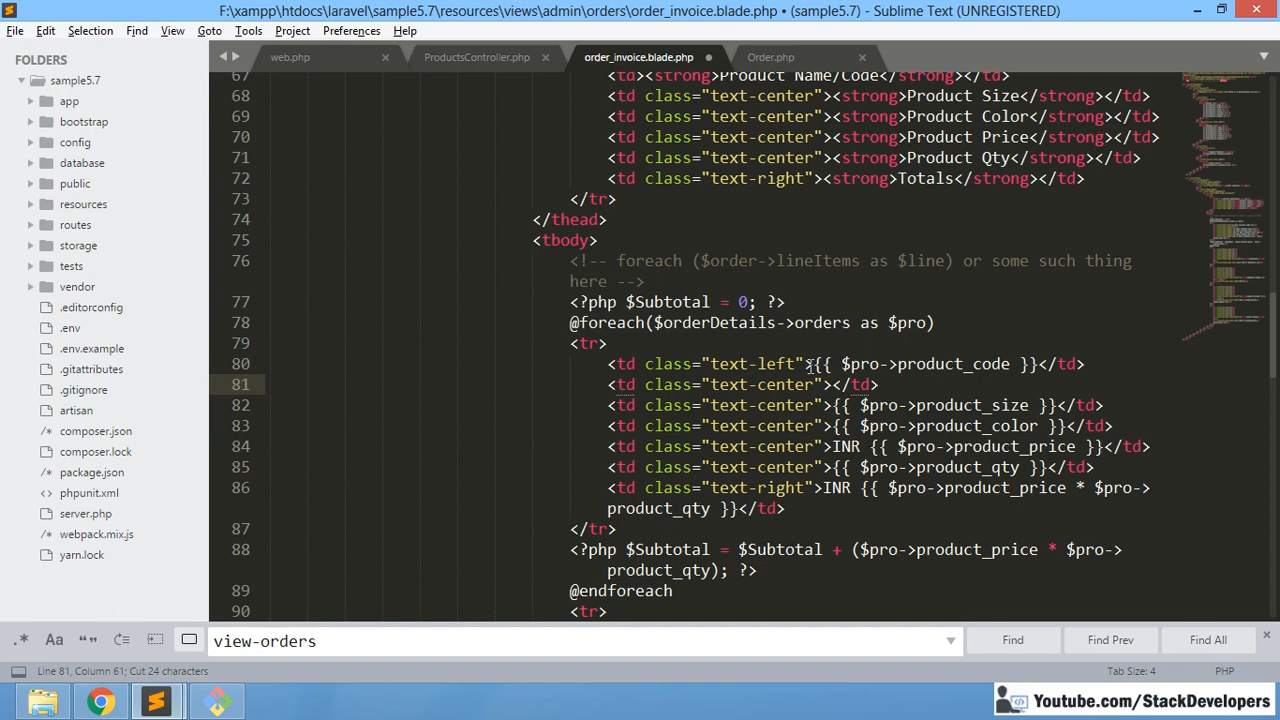 F:\xampp\htdocs\laravel\sample5.7\resources\views\admin\orders\order_invoice.blade.php • (sample5.7) - Sublime Text (UNREGISTERED)
File Edit Selection Find View Goto Tools Project Preferences Help
FOLDERS
sample5.7
app
bootstrap
config
database
public
resources
routes
storage
tests
vendor
.editorconfig
.env
.env.example
.gitattributes
.gitignore
artisan
composer.json
composer.lock
package.json
phpunit.xml
server.php
webpack.mix.js
yarn.lock
web.php ProductsController.php order_invoice.blade.php Order.php
67 <td><strong>Product Name/Code</strong></td>
68 <td class="text-center"><strong>Product Size</strong></td>
69 <td class="text-center"><strong>Product Color</strong></td>
70 <td class="text-center"><strong>Product Price</strong></td>
71 <td class="text-center"><strong>Product Qty</strong></td>
72 <td class="text-right"><strong>Totals</strong></td>
73 </tr>
74 </thead>
75 <tbody>
76 <!-- foreach ($order->lineItems as $line) or some such thing
here -->
77 <?php $Subtotal = 0; ?>
78 @foreach($orderDetails->orders as $pro)
79 <tr>
80 <td class="text-left">{{ $pro->product_code }}</td>
81 <td class="text-center"></td>
82 <td class="text-center">{{ $pro->product_size }}</td>
83 <td class="text-center">{{ $pro->product_color }}</td>
84 <td class="text-center">INR {{ $pro->product_price }}</td>
85 <td class="text-center">{{ $pro->product_qty }}</td>
86 <td class="text-right">INR {{ $pro->product_price * $pro->
product_qty }}</td>
87 </tr>
88 <?php $Subtotal = $Subtotal + ($pro->product_price * $pro->
product_qty); ?>
89 @endforeach
90 <tr>
.* Aa “” view-orders Find Find Prev Find All
Line 81, Column 61; Cut 24 characters Tab Size: 4 PHP
Youtube.com/StackDevelopers